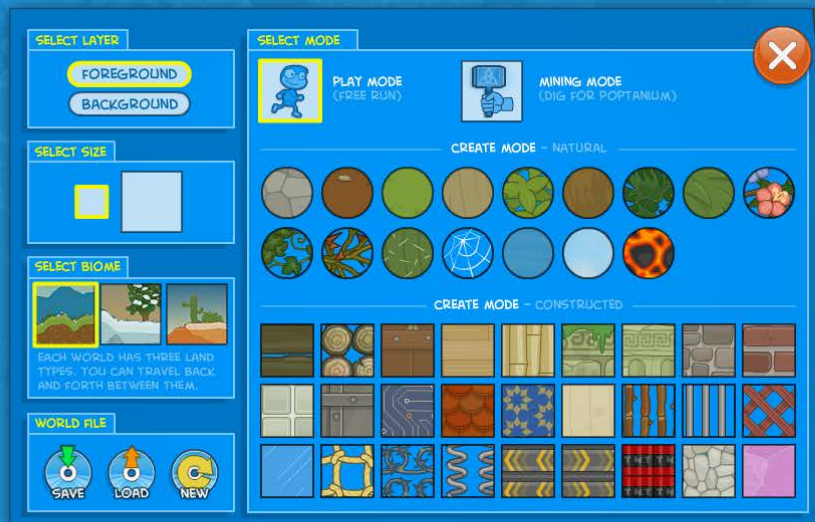 SELECT LAYER
FOREGROUND
BACKGROUND
SELECT SIZE
SELECT BIOME
EACH WORLD HAS THREE LAND
TYPES. YOU CAN TRAVEL BACK
AND FORTH BETWEEN THEM.
WORLD FILE
SAVE
LOAD
NEW
SELECT MODE
PLAY MODE
(FREE RUN)
MINING MODE
(DIG FOR POPTANIUM)
CREATE MODE - NATURAL
CREATE MODE - CONSTRUCTED